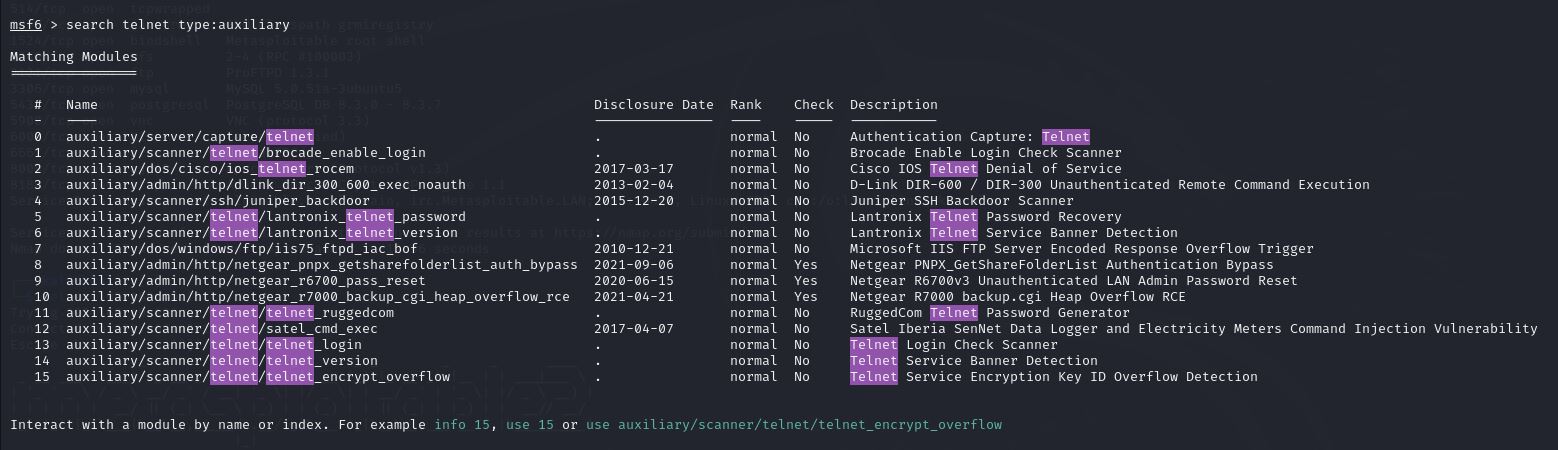 msf6 > search telnet type:auxiliary
Matching Modules
================
# Name Disclosure Date Rank Check Description
- ---- --------------- ---- ----- -----------
0 auxiliary/server/capture/telnet . normal No Authentication Capture: Telnet
1 auxiliary/scanner/telnet/brocade_enable_login . normal No Brocade Enable Login Check Scanner
2 auxiliary/dos/cisco/ios_telnet_rocem 2017-03-17 normal No Cisco IOS Telnet Denial of Service
3 auxiliary/admin/http/dlink_dir_300_600_exec_noauth 2013-02-04 normal No D-Link DIR-600 / DIR-300 Unauthenticated Remote Command Execution
4 auxiliary/scanner/ssh/juniper_backdoor 2015-12-20 normal No Juniper SSH Backdoor Scanner
5 auxiliary/scanner/telnet/lantronix_telnet_password . normal No Lantronix Telnet Password Recovery
6 auxiliary/scanner/telnet/lantronix_telnet_version . normal No Lantronix Telnet Service Banner Detection
7 auxiliary/dos/windows/ftp/iis75_ftpd_iac_bof 2010-12-21 normal No Microsoft IIS FTP Server Encoded Response Overflow Trigger
8 auxiliary/admin/http/netgear_pnpx_getsharefolderlist_auth_bypass 2021-09-06 normal Yes Netgear PNPX_GetShareFolderList Authentication Bypass
9 auxiliary/admin/http/netgear_r6700_pass_reset 2020-06-15 normal Yes Netgear R6700v3 Unauthenticated LAN Admin Password Reset
10 auxiliary/admin/http/netgear_r7000_backup_cgi_heap_overflow_rce 2021-04-21 normal Yes Netgear R7000 backup.cgi Heap Overflow RCE
11 auxiliary/scanner/telnet/telnet_ruggedcom . normal No RuggedCom Telnet Password Generator
12 auxiliary/scanner/telnet/satel_cmd_exec 2017-04-07 normal No Satel Iberia SenNet Data Logger and Electricity Meters Command Injection Vulnerability
13 auxiliary/scanner/telnet/telnet_login . normal No Telnet Login Check Scanner
14 auxiliary/scanner/telnet/telnet_version . normal No Telnet Service Banner Detection
15 auxiliary/scanner/telnet/telnet_encrypt_overflow . normal No Telnet Service Encryption Key ID Overflow Detection
Interact with a module by name or index. For example info 15, use 15 or use auxiliary/scanner/telnet/telnet_encrypt_overflow